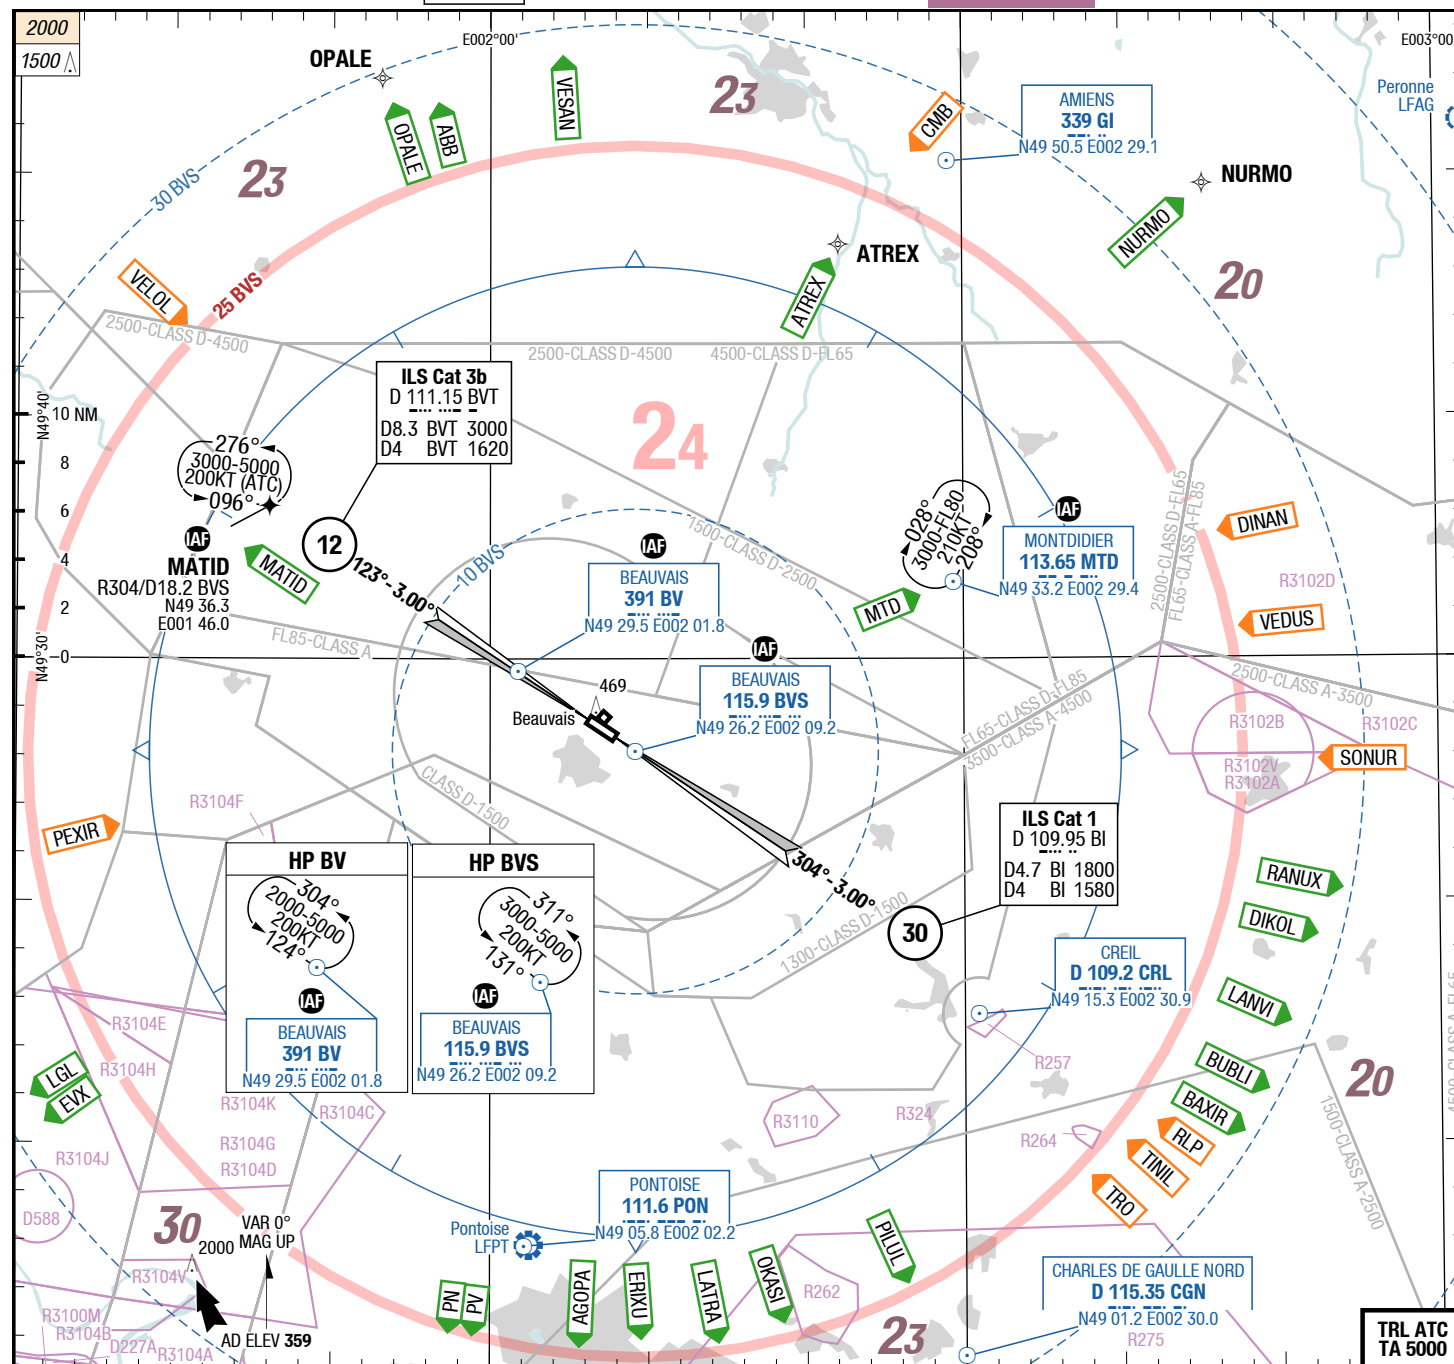 2000
1500
E002°00'
E003°00'
OPALE
OPALE
ABB
VESAN
23
CMB
AMIENS
339 GI
N49 50.5 E002 29.1
Peronne
LFAG
23
30 BVS
NURMO
NURMO
ATREX
ATREX
20
VELOL
25 BVS
2500-CLASS D-4500
2500-CLASS D-4500
4500-CLASS D-FL65
ILS Cat 3b
D 111.15 BVT
D8.3 BVT 3000
D4 BVT 1620
24
N49°40'
10 NM
8
6
4
2
0
N49°30'
276°
3000-5000
200KT (ATC)
096°
IAF
MATID
R304/D18.2 BVS
N49 36.3
E001 46.0
MATID
12
123°-3.00°
10 BVS
1500-CLASS D-2500
028°
3000-FL80
210KT
208°
IAF
MONTDIDIER
113.65 MTD
N49 33.2 E002 29.4
MTD
2500-CLASS D-FL65
FL65-CLASS A-FL85
DINAN
R3102D
VEDUS
IAF
BEAUVAIS
391 BV
N49 29.5 E002 01.8
IAF
BEAUVAIS
115.9 BVS
N49 26.2 E002 09.2
FL85-CLASS A
469
Beauvais
2500-CLASS A-3500
FL65-CLASS D-FL85
3500-CLASS A-4500
R3102B
R3102C
R3102V
R3102A
SONUR
CLASS D-1500
R3104F
PEXIR
ILS Cat 1
D 109.95 BI
D4.7 BI 1800
D4 BI 1580
304°-3.00°
30
1300-CLASS D-1500
HP BV
304°
2000-5000
200KT
124°
IAF
BEAUVAIS
391 BV
N49 29.5 E002 01.8
HP BVS
311°
3000-5000
200KT
131°
IAF
BEAUVAIS
115.9 BVS
N49 26.2 E002 09.2
RANUX
DIKOL
CREIL
D 109.2 CRL
N49 15.3 E002 30.9
LANVI
R3104E
R3104H
R257
BUBLI
20
4500-CLASS A-FL65
LGL
EVX
R3104K
R3104C
R3110
R324
BAXIR
1500-CLASS A-2500
R3104G
R3104J
R3104D
R264
RLP
TINIL
TRO
D588
30
VAR 0°
MAG UP
2000
PONTOISE
111.6 PON
N49 05.8 E002 02.2
Pontoise
LFPT
PILUL
R3104V
PN
PV
AGOPA
ERIXU
LATRA
OKASI
R262
CHARLES DE GAULLE NORD
D 115.35 CGN
N49 01.2 E002 30.0
R3100M
R3104B
D227A
R3104A
AD ELEV 359
23
R275
TRL ATC
TA 5000